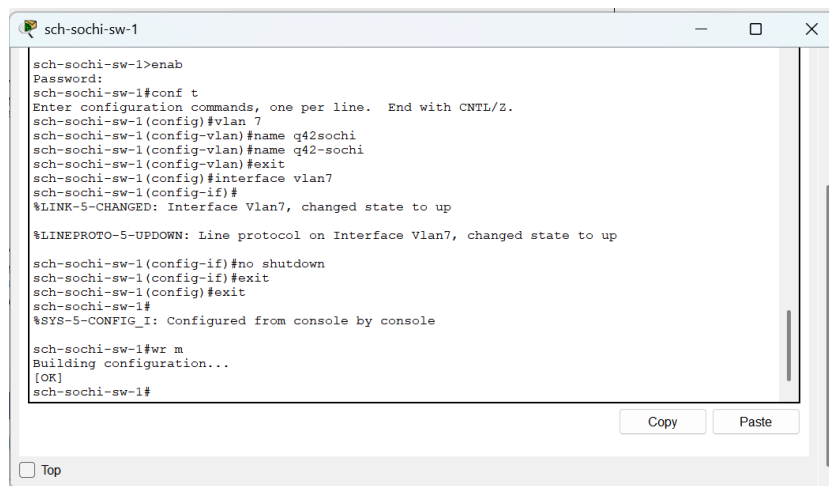 sch-sochi-sw-1
sch-sochi-sw-1>enab
Password:
sch-sochi-sw-1#conf t
Enter configuration commands, one per line.  End with CNTL/Z.
sch-sochi-sw-1(config)#vlan 7
sch-sochi-sw-1(config-vlan)#name q42sochi
sch-sochi-sw-1(config-vlan)#name q42-sochi
sch-sochi-sw-1(config-vlan)#exit
sch-sochi-sw-1(config)#interface vlan7
sch-sochi-sw-1(config-if)#
%LINK-5-CHANGED: Interface Vlan7, changed state to up
%LINEPROTO-5-UPDOWN: Line protocol on Interface Vlan7, changed state to up
sch-sochi-sw-1(config-if)#no shutdown
sch-sochi-sw-1(config-if)#exit
sch-sochi-sw-1(config)#exit
sch-sochi-sw-1#
%SYS-5-CONFIG_I: Configured from console by console
sch-sochi-sw-1#wr m
Building configuration...
[OK]
sch-sochi-sw-1#
Copy Paste
Top